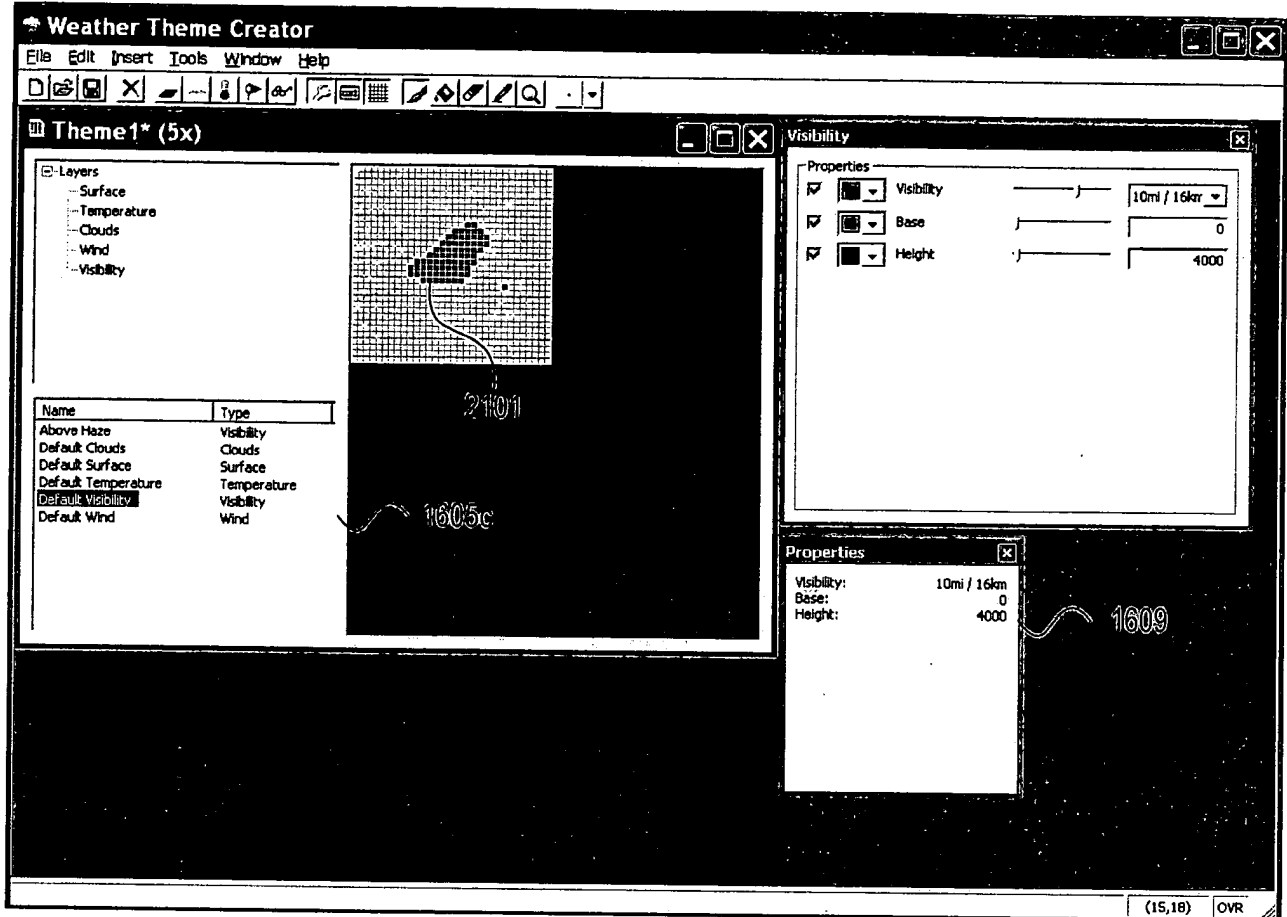 Weather Theme Creator
File Edit Insert Tools Window Help
Theme1* (5x)
Layers
Surface
Temperature
Clouds
Wind
Visibility
Name Type
Above Haze Visibility
Default Clouds Clouds
Default Surface Surface
Default Temperature Temperature
Default Visibility Visibility
Default Wind Wind
2101
1605c
Visibility
Properties
Visibility 10mi / 16km
Base 0
Height 4000
Properties
Visibility: 10mi / 16km
Base: 0
Height: 4000
1609
(15,18) OVR